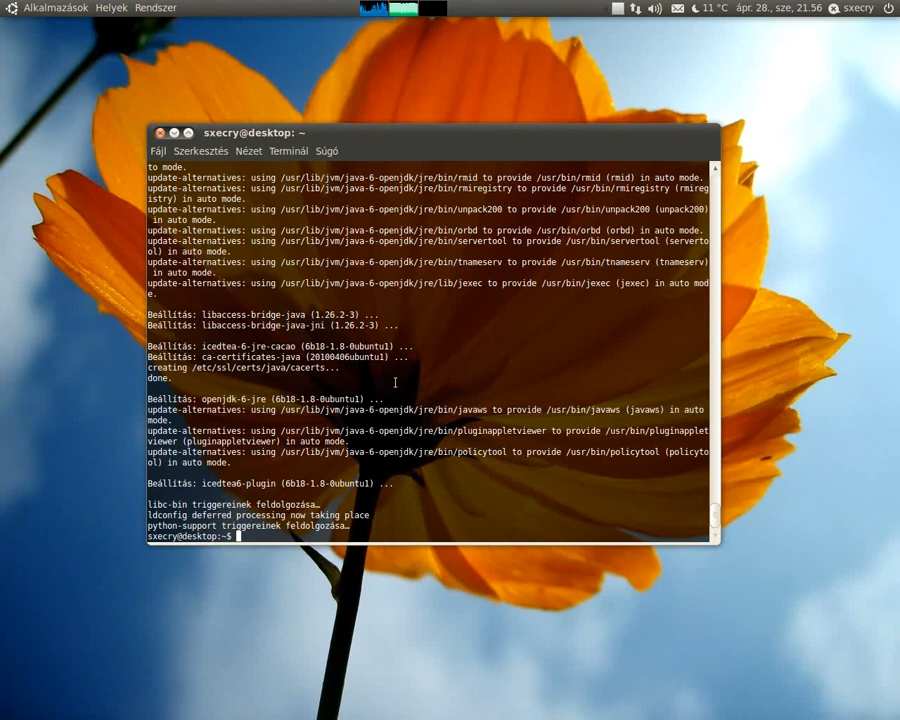 Alkalmazások Helyek Rendszer 11 °C ápr. 28., sze, 21.56 sxecry
sxecry@desktop: ~
Fájl Szerkesztés Nézet Terminál Súgó
to mode.
update-alternatives: using /usr/lib/jvm/java-6-openjdk/jre/bin/rmid to provide /usr/bin/rmid (rmid) in auto mode.
update-alternatives: using /usr/lib/jvm/java-6-openjdk/jre/bin/rmiregistry to provide /usr/bin/rmiregistry (rmireg
istry) in auto mode.
update-alternatives: using /usr/lib/jvm/java-6-openjdk/jre/bin/unpack200 to provide /usr/bin/unpack200 (unpack200)
in auto mode.
update-alternatives: using /usr/lib/jvm/java-6-openjdk/jre/bin/orbd to provide /usr/bin/orbd (orbd) in auto mode.
update-alternatives: using /usr/lib/jvm/java-6-openjdk/jre/bin/servertool to provide /usr/bin/servertool (serverto
ol) in auto mode.
update-alternatives: using /usr/lib/jvm/java-6-openjdk/jre/bin/tnameserv to provide /usr/bin/tnameserv (tnameserv)
in auto mode.
update-alternatives: using /usr/lib/jvm/java-6-openjdk/jre/lib/jexec to provide /usr/bin/jexec (jexec) in auto mod
e.
Beállítás: libaccess-bridge-java (1.26.2-3) ...
Beállítás: libaccess-bridge-java-jni (1.26.2-3) ...
Beállítás: icedtea-6-jre-cacao (6b18-1.8-0ubuntu1) ...
Beállítás: ca-certificates-java (20100406ubuntu1) ...
creating /etc/ssl/certs/java/cacerts...
done.
Beállítás: openjdk-6-jre (6b18-1.8-0ubuntu1) ...
update-alternatives: using /usr/lib/jvm/java-6-openjdk/jre/bin/javaws to provide /usr/bin/javaws (javaws) in auto
mode.
update-alternatives: using /usr/lib/jvm/java-6-openjdk/jre/bin/pluginappletviewer to provide /usr/bin/pluginapplet
viewer (pluginappletviewer) in auto mode.
update-alternatives: using /usr/lib/jvm/java-6-openjdk/jre/bin/policytool to provide /usr/bin/policytool (policyto
ol) in auto mode.
Beállítás: icedtea6-plugin (6b18-1.8-0ubuntu1) ...
libc-bin triggereinek feldolgozása…
ldconfig deferred processing now taking place
python-support triggereinek feldolgozása…
sxecry@desktop:~$